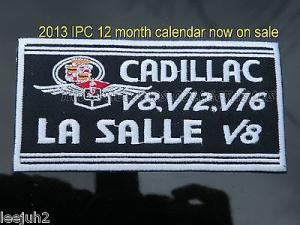 2013 IPC 12 month calendar now on sale
CADILLAC
V8, V12, V16
LA SALLE V8
leejuh2